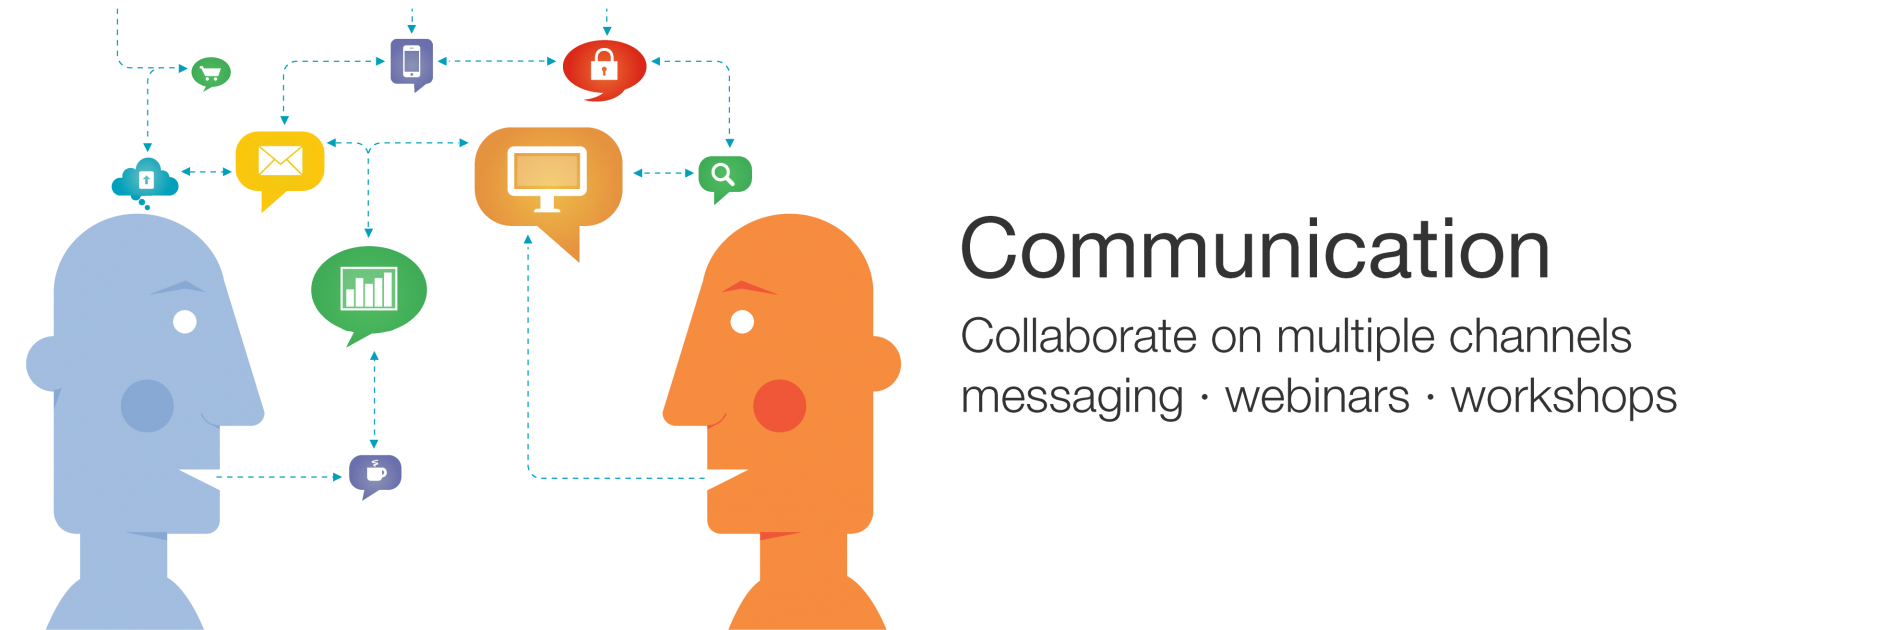 Communication
Collaborate on multiple channels
messaging · webinars · workshops